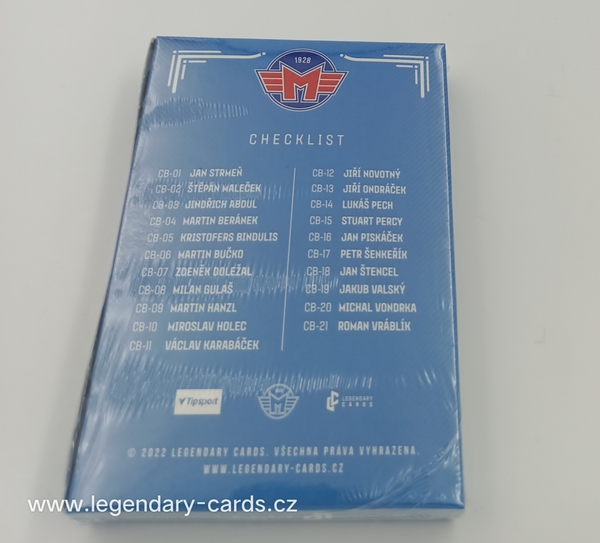 1928
M
CHECKLIST
CB-01 JAN STRMEŇ
CB-02 ŠTĚPÁN MALEČEK
CB-03 JINDŘICH ABDUL
CB-04 MARTIN BERÁNEK
CB-05 KRISTOFERS BINDULIS
CB-06 MARTIN BUČKO
CB-07 ZDENĚK DOLEŽAL
CB-08 MILAN GULAŠ
CB-09 MARTIN HANZL
CB-10 MIROSLAV HOLEC
CB-11 VÁCLAV KARABÁČEK
CB-12 JIŘÍ NOVOTNÝ
CB-13 JIŘÍ ONDRÁČEK
CB-14 LUKÁŠ PECH
CB-15 STUART PERCY
CB-16 JAN PISKÁČEK
CB-17 PETR ŠENKEŘÍK
CB-18 JAN ŠTENCEL
CB-19 JAKUB VALSKÝ
CB-20 MICHAL VONDRKA
CB-21 ROMAN VRÁBLÍK
Tipsport
M
LEGENDARY
CARDS
© 2022 LEGENDARY CARDS. VŠECHNA PRÁVA VYHRAZENA.
WWW.LEGENDARY-CARDS.CZ
www.legendary-cards.cz